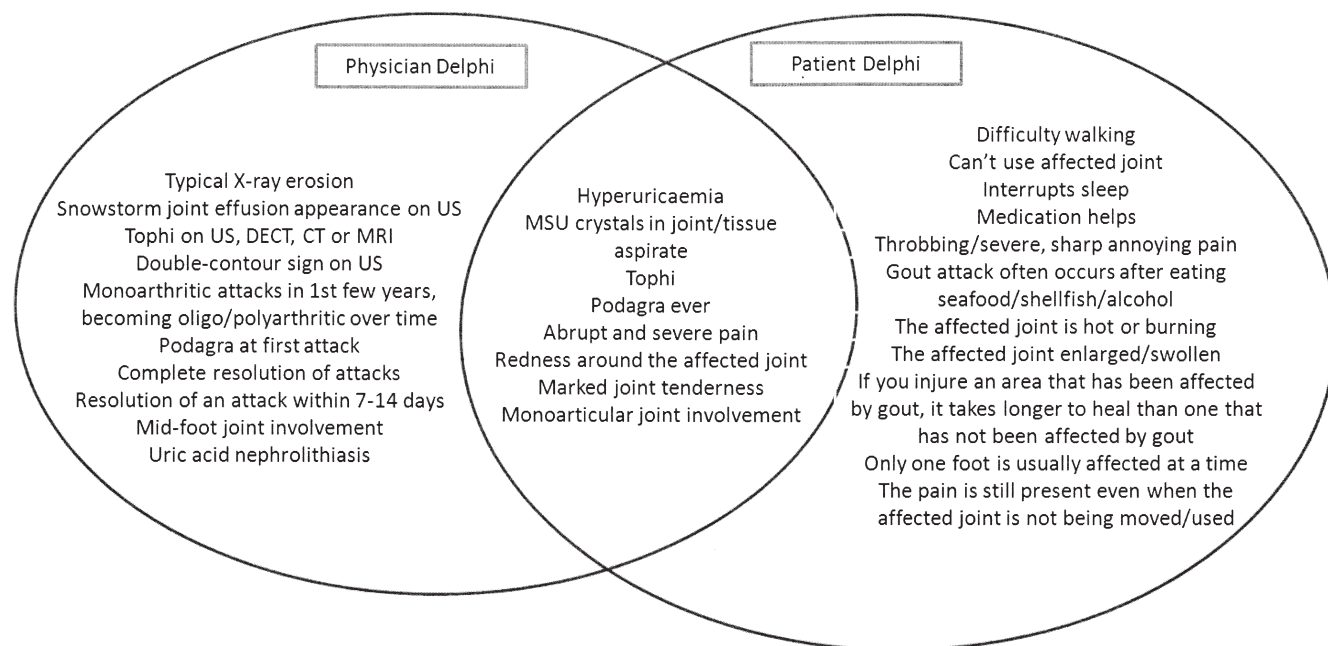 Physician Delphi
Typical X-ray erosion
Snowstorm joint effusion appearance on US
Tophi on US, DECT, CT or MRI
Double-contour sign on US
Monoarthritic attacks in 1st few years,
becoming oligo/polyarthritic over time
Podagra at first attack
Complete resolution of attacks
Resolution of an attack within 7-14 days
Mid-foot joint involvement
Uric acid nephrolithiasis
Hyperuricaemia
MSU crystals in joint/tissue
aspirate
Tophi
Podagra ever
Abrupt and severe pain
Redness around the affected joint
Marked joint tenderness
Monoarticular joint involvement
Patient Delphi
Difficulty walking
Can't use affected joint
Interrupts sleep
Medication helps
Throbbing/severe, sharp annoying pain
Gout attack often occurs after eating
seafood/shellfish/alcohol
The affected joint is hot or burning
The affected joint enlarged/swollen
If you injure an area that has been affected
by gout, it takes longer to heal than one that
has not been affected by gout
Only one foot is usually affected at a time
The pain is still present even when the
affected joint is not being moved/used